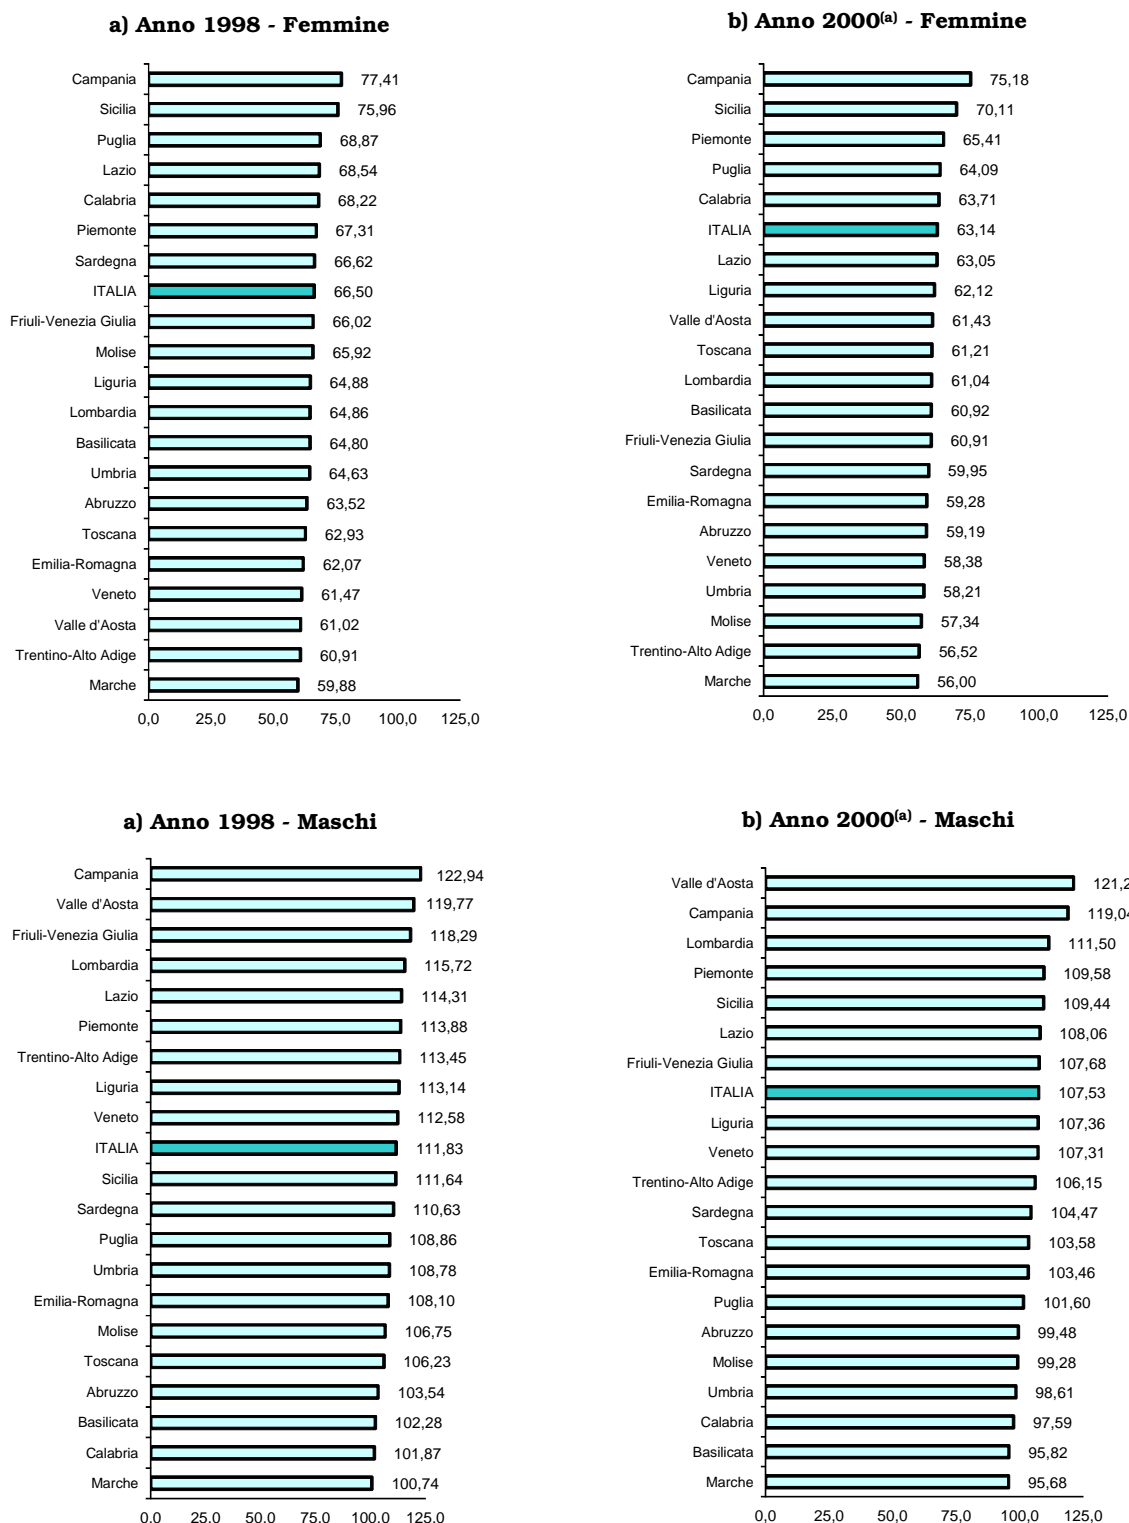 a) Anno 1998 - Femmine
Campania 77,41
Sicilia 75,96
Puglia 68,87
Lazio 68,54
Calabria 68,22
Piemonte 67,31
Sardegna 66,62
ITALIA 66,50
Friuli-Venezia Giulia 66,02
Molise 65,92
Liguria 64,88
Lombardia 64,86
Basilicata 64,80
Umbria 64,63
Abruzzo 63,52
Toscana 62,93
Emilia-Romagna 62,07
Veneto 61,47
Valle d'Aosta 61,02
Trentino-Alto Adige 60,91
Marche 59,88
0,0 25,0 50,0 75,0 100,0 125,0
b) Anno 2000(a) - Femmine
Campania 75,18
Sicilia 70,11
Piemonte 65,41
Puglia 64,09
Calabria 63,71
ITALIA 63,14
Lazio 63,05
Liguria 62,12
Valle d'Aosta 61,43
Toscana 61,21
Lombardia 61,04
Basilicata 60,92
Friuli-Venezia Giulia 60,91
Sardegna 59,95
Emilia-Romagna 59,28
Abruzzo 59,19
Veneto 58,38
Umbria 58,21
Molise 57,34
Trentino-Alto Adige 56,52
Marche 56,00
0,0 25,0 50,0 75,0 100,0 125,0
a) Anno 1998 - Maschi
Campania 122,94
Valle d'Aosta 119,77
Friuli-Venezia Giulia 118,29
Lombardia 115,72
Lazio 114,31
Piemonte 113,88
Trentino-Alto Adige 113,45
Liguria 113,14
Veneto 112,58
ITALIA 111,83
Sicilia 111,64
Sardegna 110,63
Puglia 108,86
Umbria 108,78
Emilia-Romagna 108,10
Molise 106,75
Toscana 106,23
Abruzzo 103,54
Basilicata 102,28
Calabria 101,87
Marche 100,74
0,0 25,0 50,0 75,0 100,0 125,0
b) Anno 2000(a) - Maschi
Valle d'Aosta 121,2
Campania 119,04
Lombardia 111,50
Piemonte 109,58
Sicilia 109,44
Lazio 108,06
Friuli-Venezia Giulia 107,68
ITALIA 107,53
Liguria 107,36
Veneto 107,31
Trentino-Alto Adige 106,15
Sardegna 104,47
Toscana 103,58
Emilia-Romagna 103,46
Puglia 101,60
Abruzzo 99,48
Molise 99,28
Umbria 98,61
Calabria 97,59
Basilicata 95,82
Marche 95,68
0,0 25,0 50,0 75,0 100,0 125,0